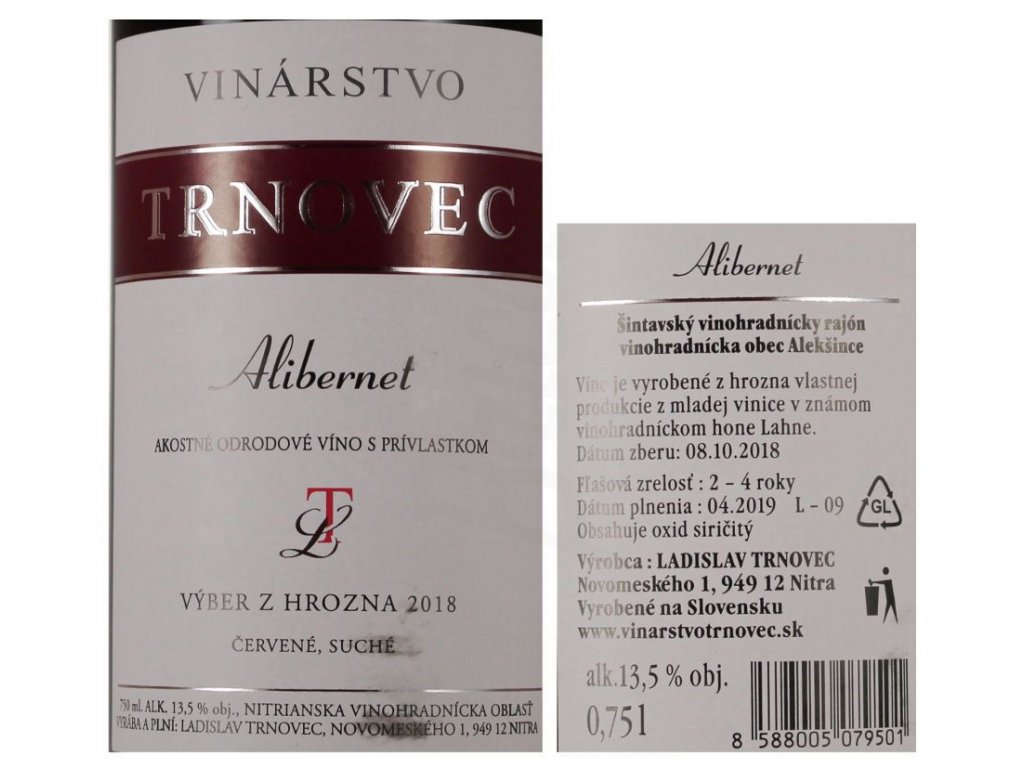 VINÁRSTVO
TRNOVEC
Alibernet
AKOSTNÉ ODRODOVÉ VÍNO S PRÍVLASTKOM
TL
VÝBER Z HROZNA 2018
ČERVENÉ, SUCHÉ
750 ml. ALK. 13,5 % obj., NITRIANSKA VINOHRADNÍCKA OBLASŤ
VYRÁBA A PLNÍ: LADISLAV TRNOVEC, NOVOMESKÉHO 1, 949 12 NITRA
Alibernet
Šintavský vinohradnícky rajón
vinohradnícka obec Alekšince
Víno je vyrobené z hrozna vlastnej
produkcie z mladej vinice v známom
vinohradníckom hone Lahne.
Dátum zberu: 08.10.2018
Fľašová zrelosť : 2 – 4 roky
Dátum plnenia : 04.2019 L – 09
Obsahuje oxid siričitý
GL
Výrobca : LADISLAV TRNOVEC
Novomeského 1, 949 12 Nitra
Vyrobené na Slovensku
www.vinarstvotrnovec.sk
alk.13,5 % obj.
0,75l
8 588005 079501